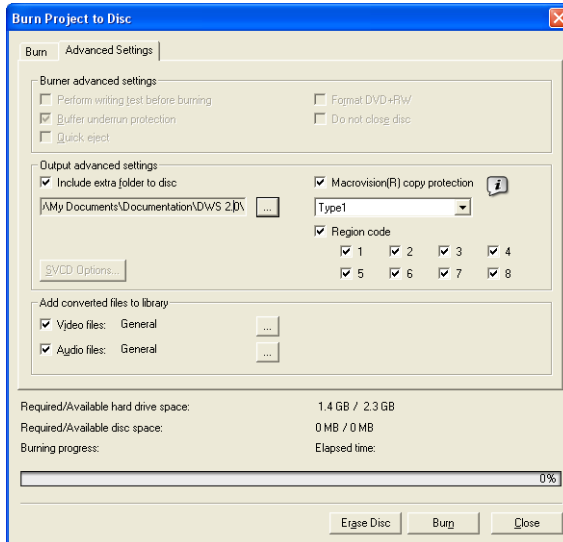 Burn Project to Disc
Burn Advanced Settings
Burner advanced settings
Perform writing test before burning Format DVD+RW
Buffer underrun protection Do not close disc
Quick eject
Output advanced settings
Include extra folder to disc Macrovision(R) copy protection
\My Documents\Documentation\DWS 2.0\ ... Type1
Region code
1 2 3 4
SVCD Options... 5 6 7 8
Add converted files to library
Video files: General ...
Audio files: General ...
Required/Available hard drive space: 1.4 GB / 2.3 GB
Required/Available disc space: 0 MB / 0 MB
Burning progress: Elapsed time:
0%
Erase Disc Burn Close